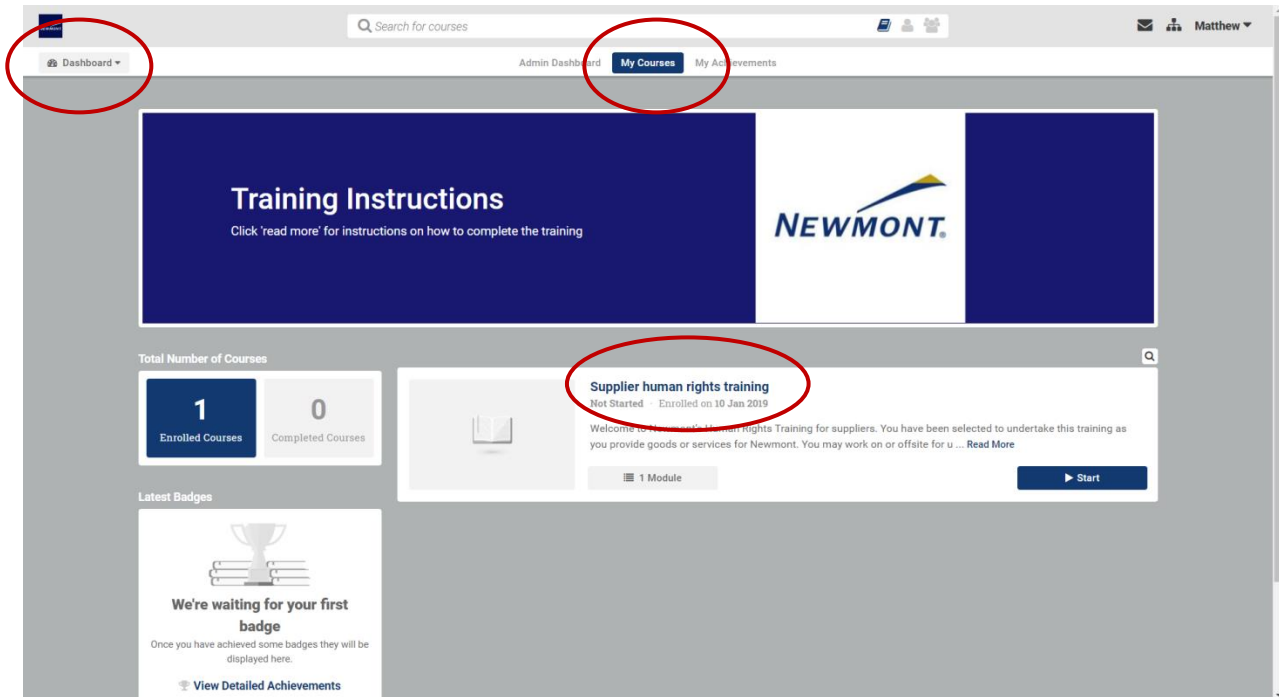 Search for courses
Matthew
Dashboard
Admin Dashboard My Courses My Achievements
Training Instructions
Click 'read more' for instructions on how to complete the training
NEWMONT®
Total Number of Courses
1
Enrolled Courses
0
Completed Courses
Supplier human rights training
Not Started · Enrolled on 10 Jan 2019
Welcome to Newmont's Human Rights Training for suppliers. You have been selected to undertake this training as
you provide goods or services for Newmont. You may work on or offsite for u ... Read More
1 Module
Start
Latest Badges
We're waiting for your first
badge
Once you have achieved some badges they will be
displayed here.
View Detailed Achievements